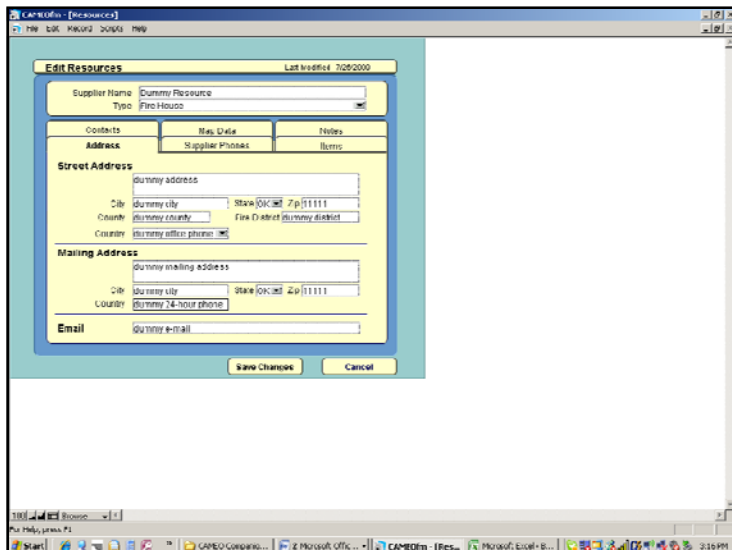 CAMEOfm - [Resources]
File Edit Record Scripts Help
Edit Resources Last Modified 7/26/2000
Supplier Name Dummy Resource
Type Fire House
Contacts Map Data Notes
Address Supplier Phones Items
Street Address
dummy address
City dummy city State OK Zip 11111
County dummy county Fire District dummy district
Country dummy office phone
Mailing Address
dummy mailing address
City dummy city State OK Zip 11111
Country dummy 24-hour phone
Email dummy e-mail
Save Changes Cancel
100 Browse
For Help, press F1
Start CAMEO Compani... 2 Microsoft Offic... CAMEOfm - [Res... Microsoft Excel - B... 3:16 PM